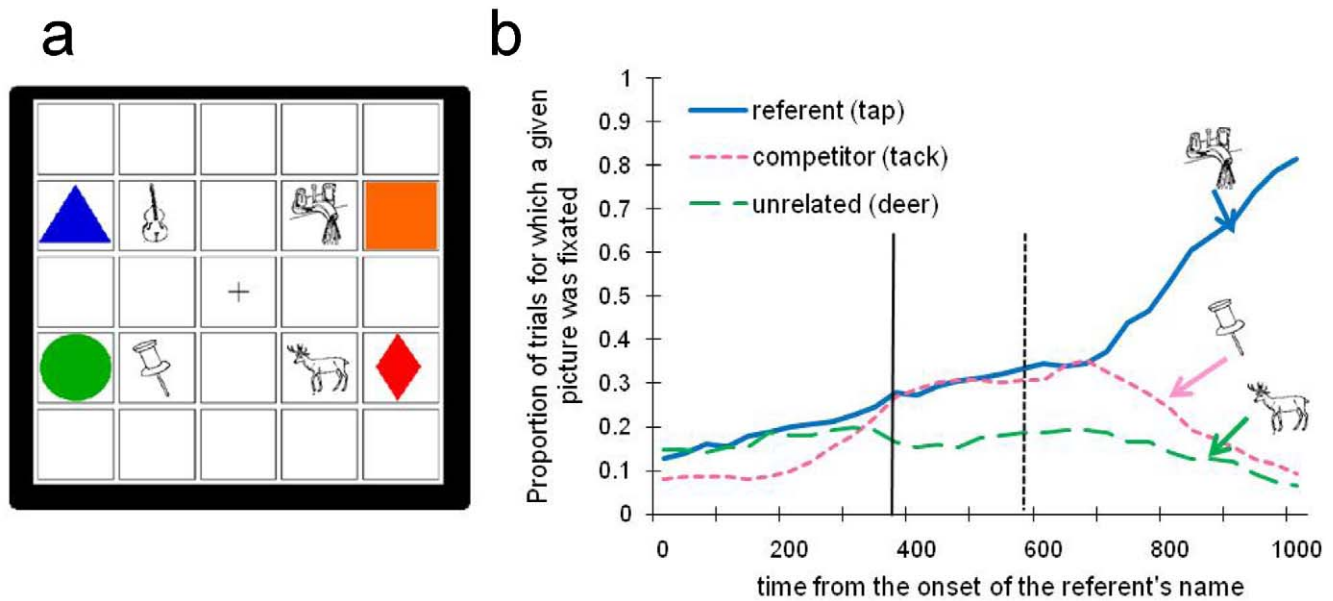 a
b
1
0.9
0.8
0.7
0.6
0.5
0.4
0.3
0.2
0.1
0
Proportion of trials for which a given
picture was fixated
referent (tap)
competitor (tack)
unrelated (deer)
0 200 400 600 800 1000
time from the onset of the referent's name